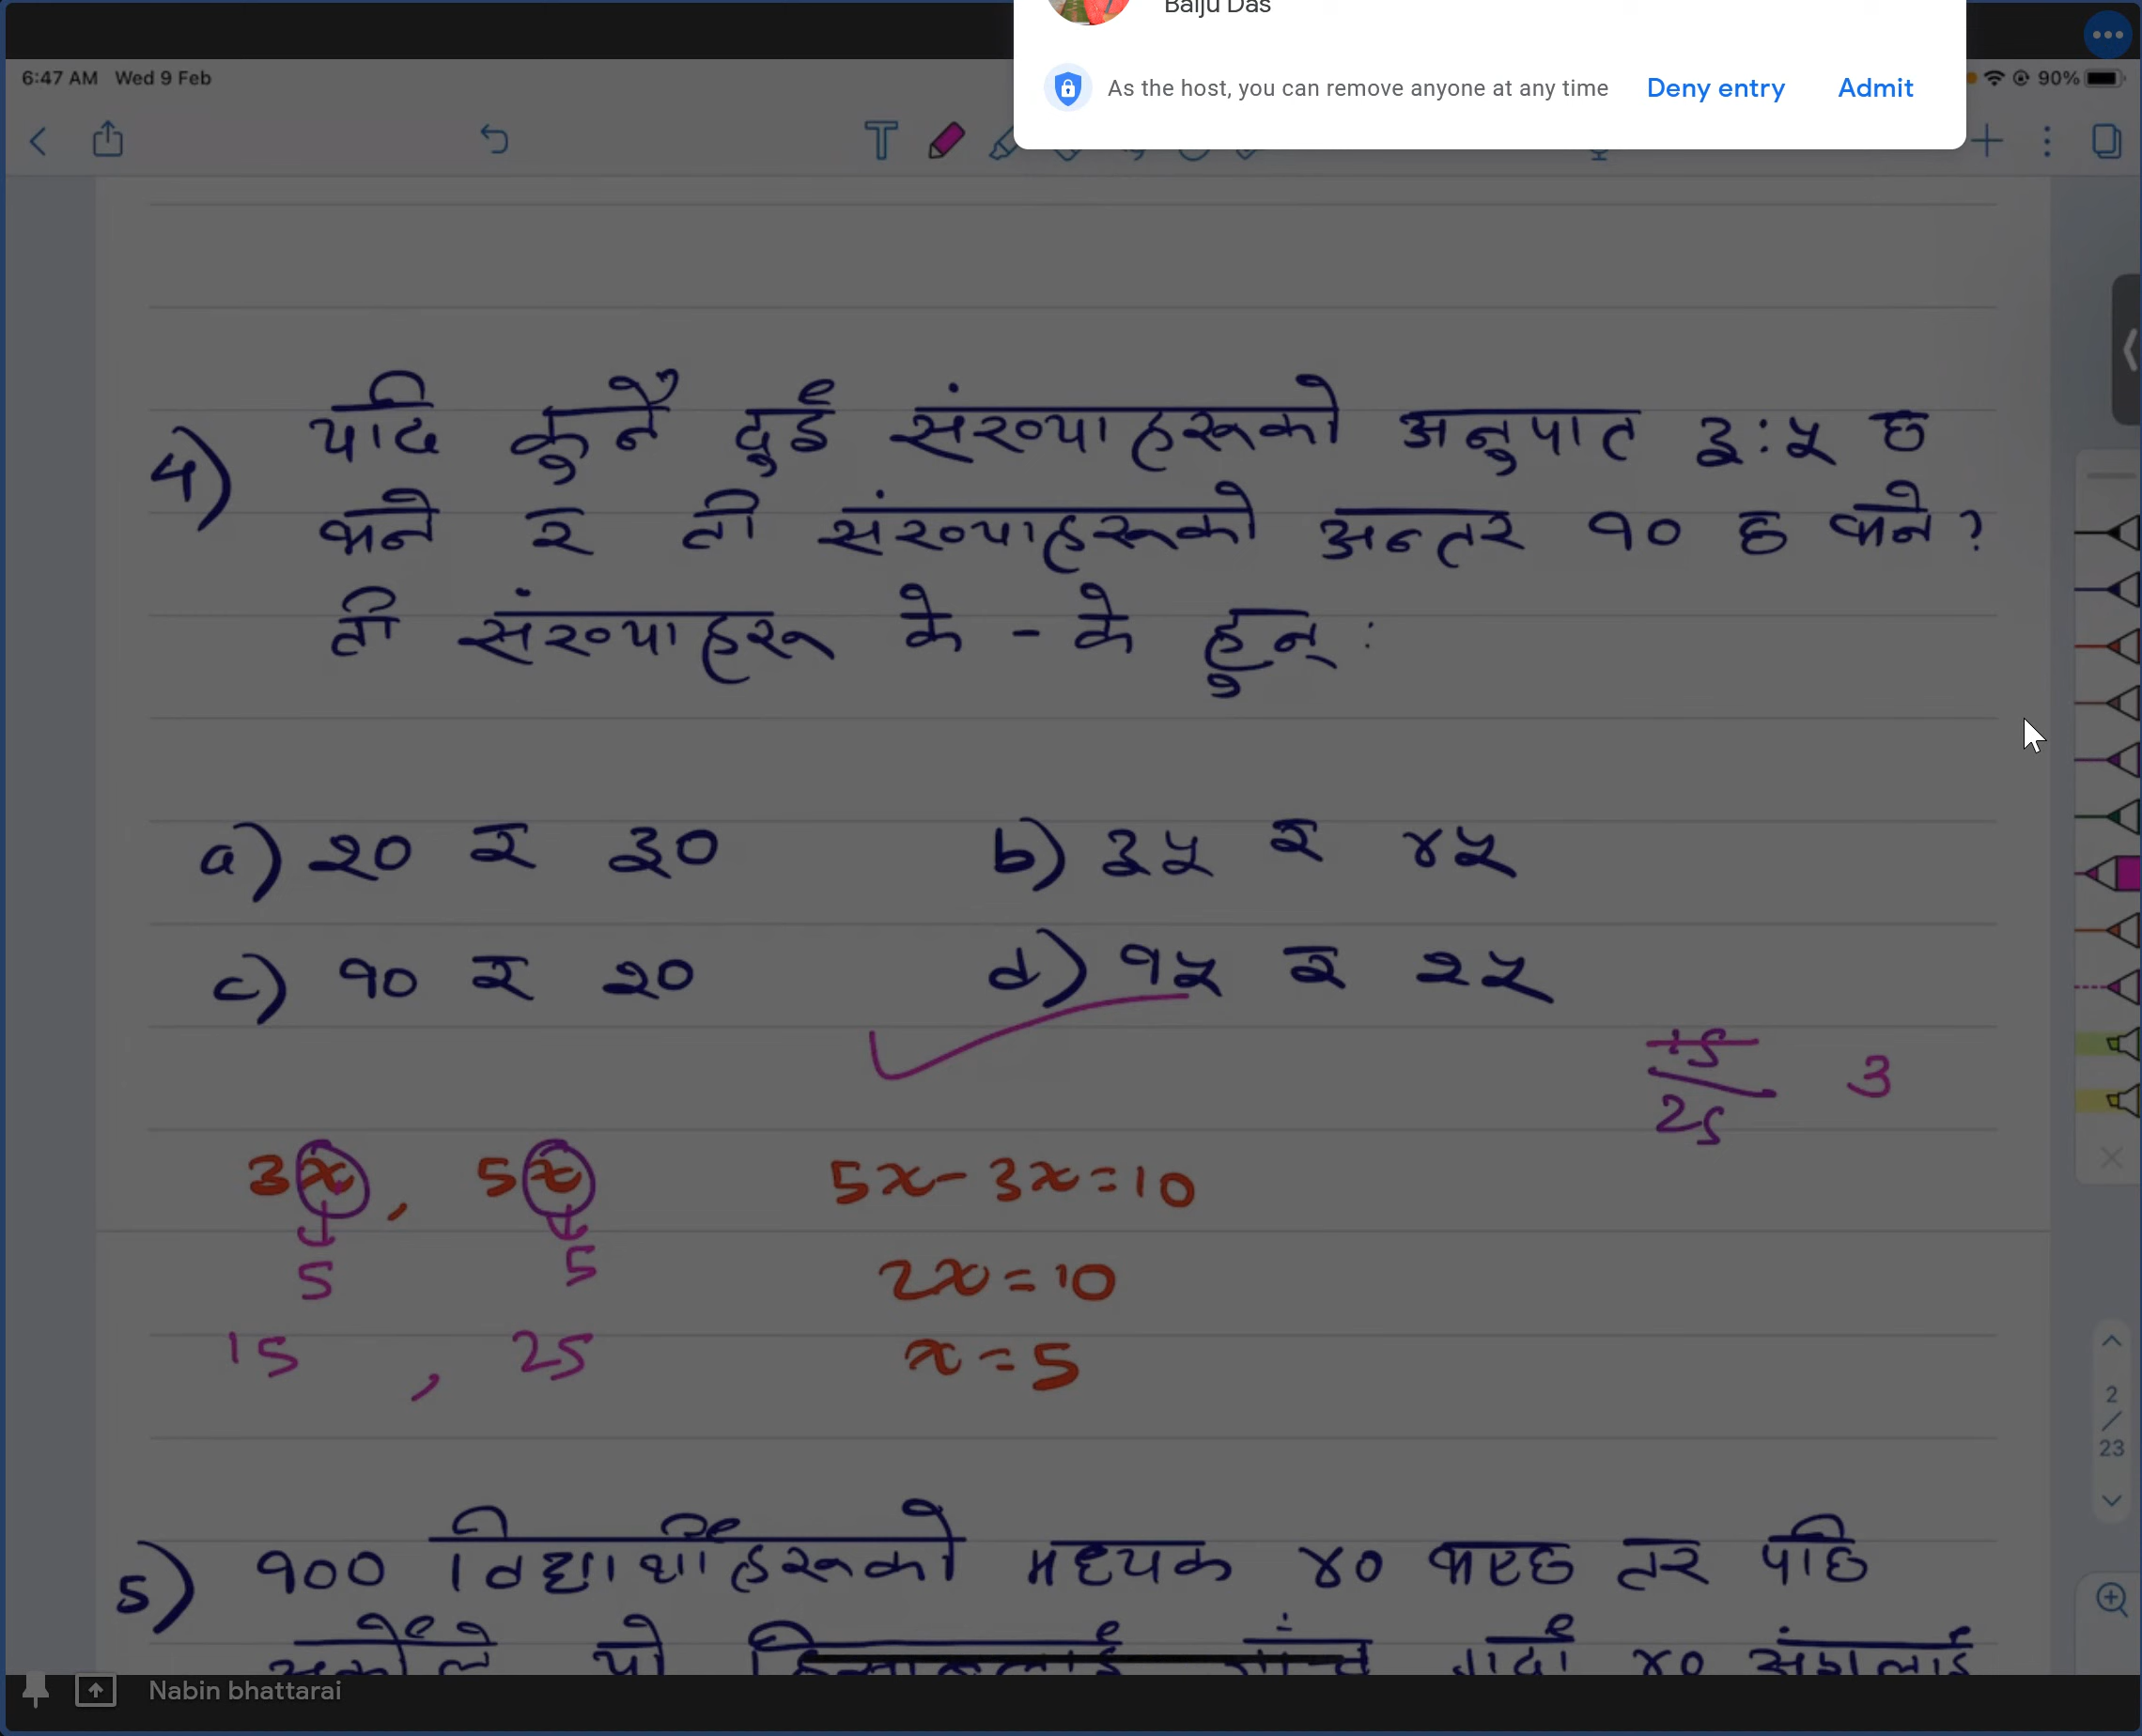 Baiju Das
As the host, you can remove anyone at any time Deny entry Admit
6:47 AM Wed 9 Feb 90%
4) यदि कुनै दुई संख्याहरूको अनुपात ३:५ छ
भने र ती संख्याहरूको अन्तर १० छ भने?
ती संख्याहरू के - के हुन् :
a) २० र ३० b) ३५ र ४५
c) १० र २० d) १५ र २५
15
25 3
3x, 5x 5x - 3x = 10
5 5 2x = 10
15 , 25 x = 5
2
/
23
5) १०० विद्यार्थीहरूको मध्यक ४० भएछ तर पछि
Nabin bhattarai